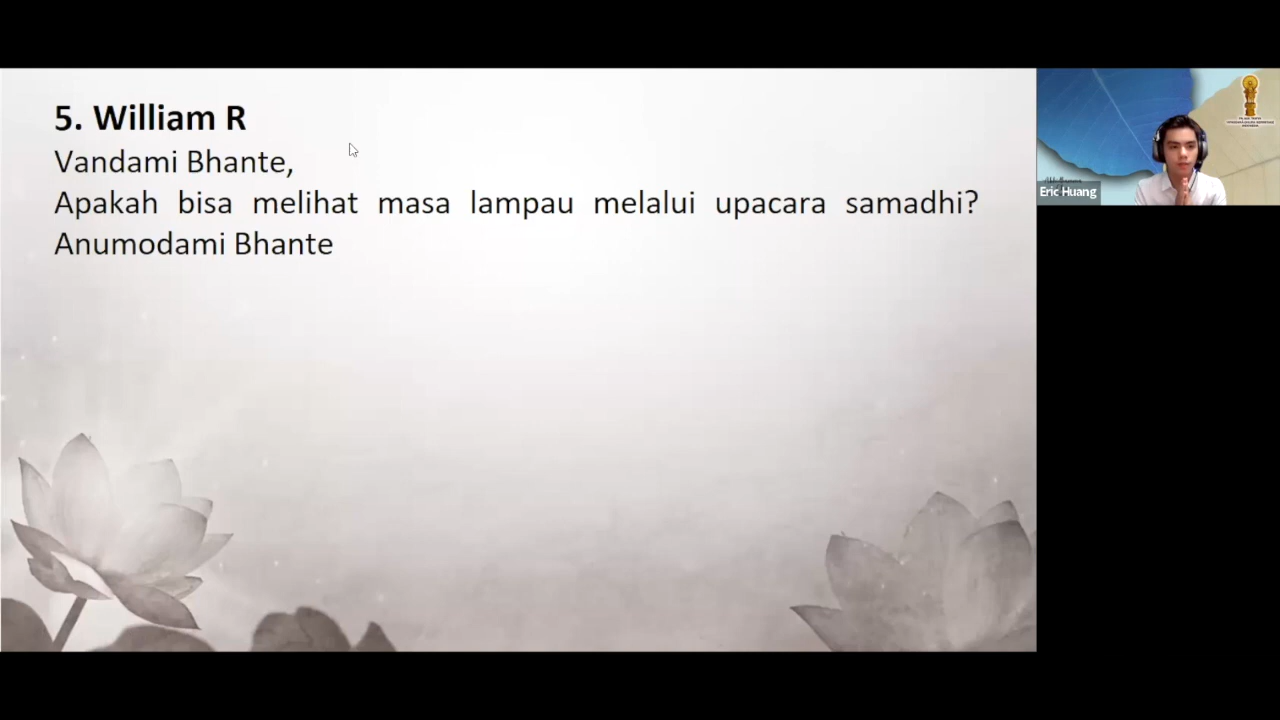 5. William R
Vandami Bhante,
Apakah bisa melihat masa lampau melalui upacara samadhi?
Anumodami Bhante
Eric Huang